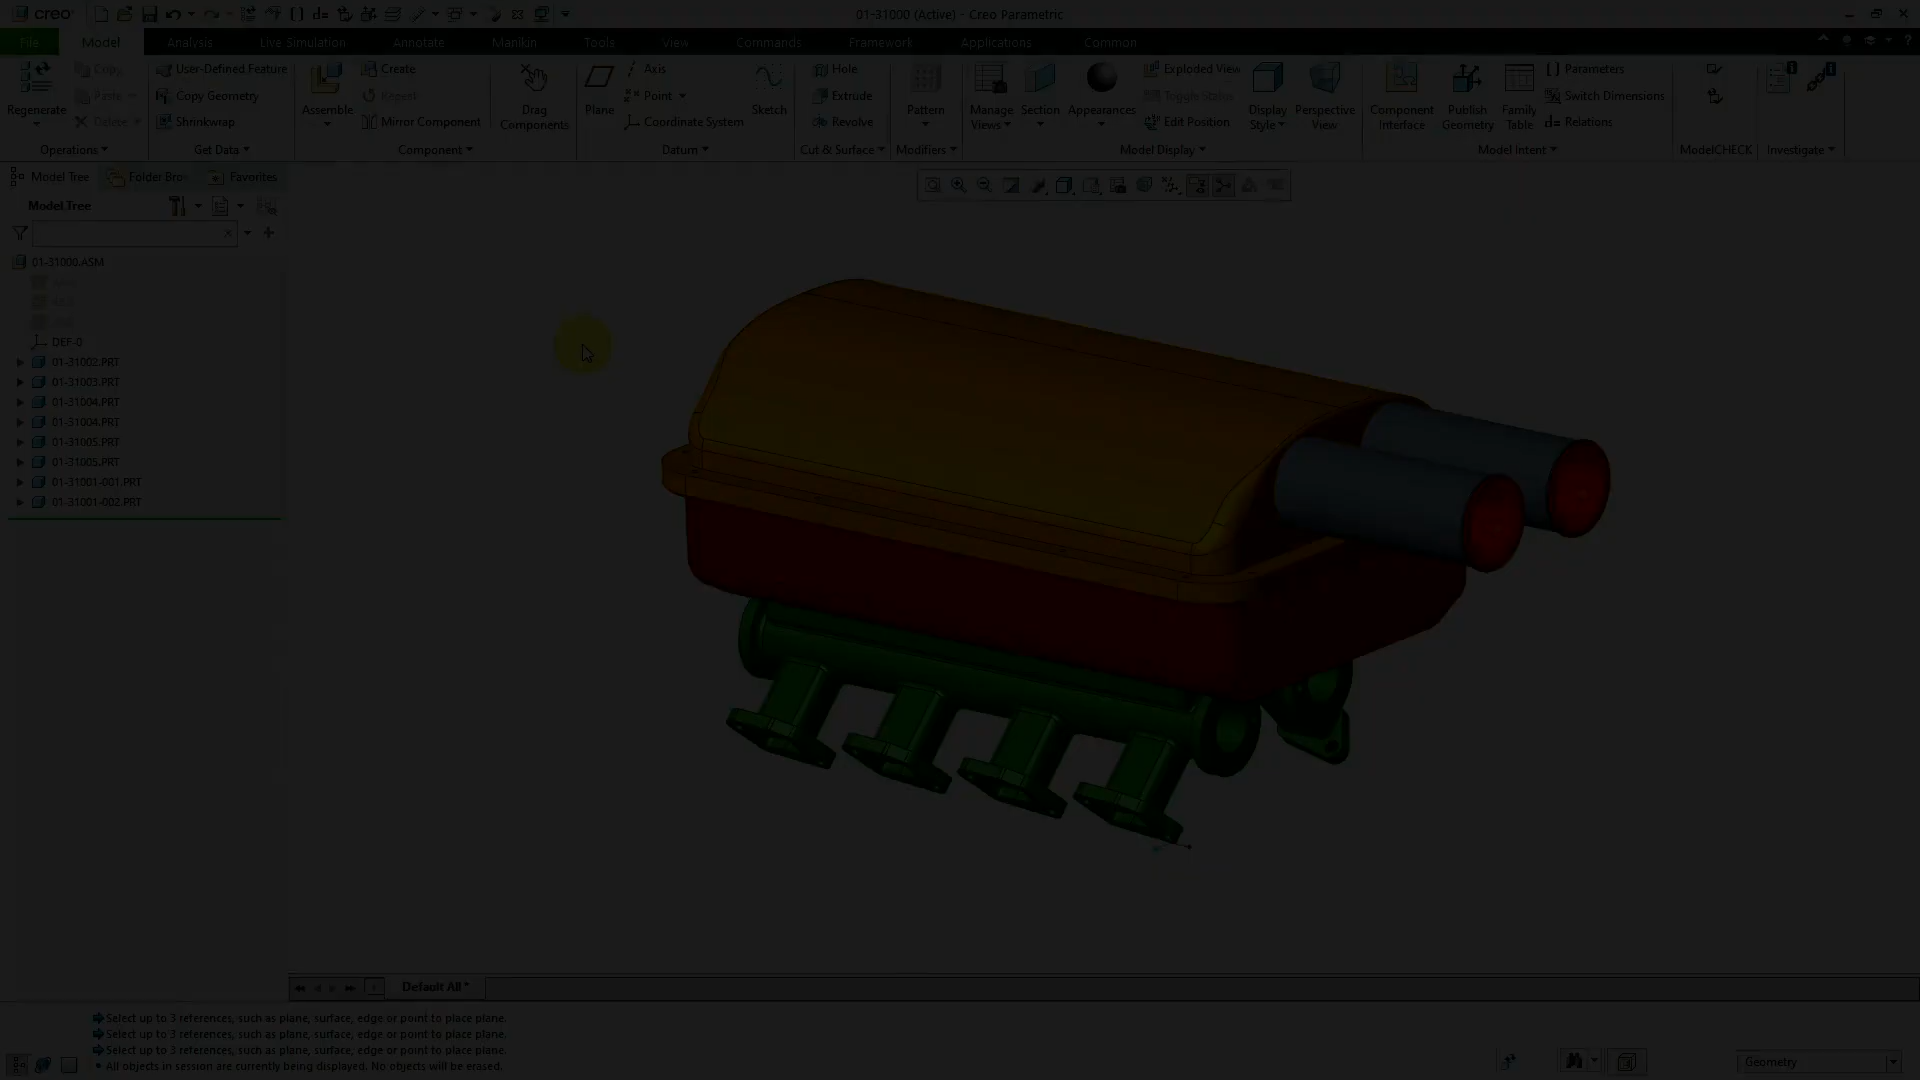 creo
01-31000 (Active) - Creo Parametric
File Model Analysis Live Simulation Annotate Manikin Tools View Commands Framework Applications Common
Regenerate
Copy
Paste
Delete
Operations
User-Defined Feature
Copy Geometry
Shrinkwrap
Get Data
Assemble
Create
Repeat
Mirror Component
Component
Drag Components
Plane
Axis
Point
Coordinate System
Sketch
Datum
Hole
Extrude
Revolve
Cut & Surface
Pattern
Modifiers
Manage Views
Section
Appearances
Exploded View
Toggle Status
Edit Position
Display Style
Perspective View
Model Display
Component Interface
Publish Geometry
Family Table
Parameters
Switch Dimensions
d= Relations
Model Intent
ModelCHECK
Investigate
Model Tree Folder Bro Favorites
Model Tree
01-31000.ASM
DEF-0
01-31002.PRT
01-31003.PRT
01-31004.PRT
01-31004.PRT
01-31005.PRT
01-31005.PRT
01-31001-001.PRT
01-31001-002.PRT
Default All *
Select up to 3 references, such as plane, surface, edge or point to place plane.
Select up to 3 references, such as plane, surface, edge or point to place plane.
Select up to 3 references, such as plane, surface, edge or point to place plane.
• All objects in session are currently being displayed. No objects will be erased.
Geometry